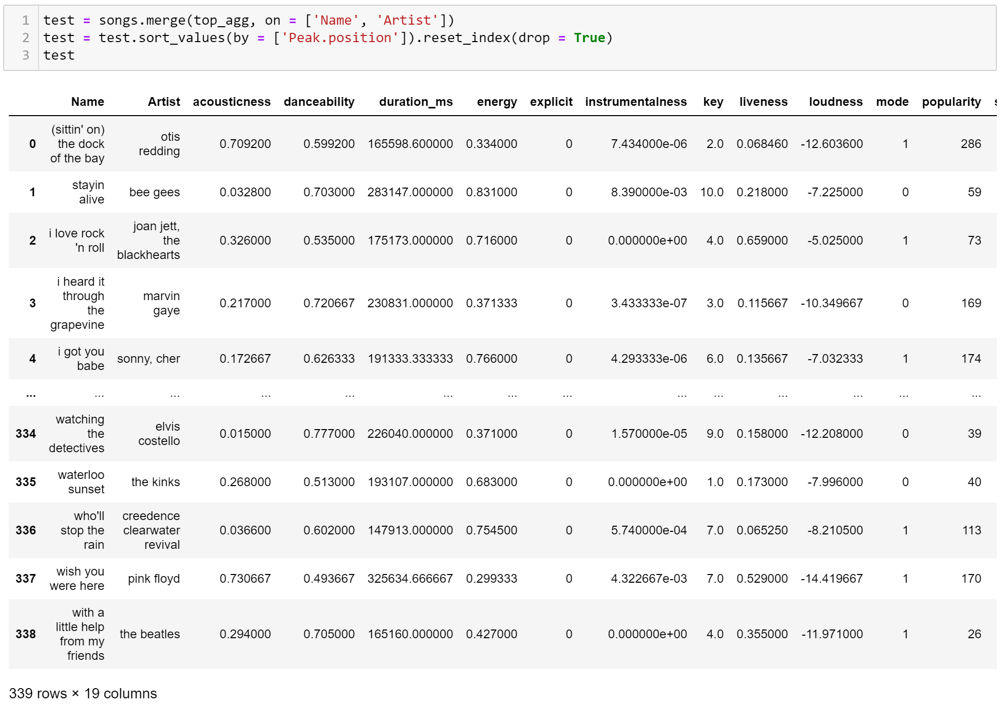 1 test = songs.merge(top_agg, on = ['Name', 'Artist'])
2 test = test.sort_values(by = ['Peak.position']).reset_index(drop = True)
3 test
Name Artist acousticness danceability duration_ms energy explicit instrumentalness key liveness loudness mode popularity s
0 (sittin' on) the dock of the bay otis redding 0.709200 0.599200 165598.600000 0.334000 0 7.434000e-06 2.0 0.068460 -12.603600 1 286
1 stayin alive bee gees 0.032800 0.703000 283147.000000 0.831000 0 8.390000e-03 10.0 0.218000 -7.225000 0 59
2 i love rock 'n roll joan jett, the blackhearts 0.326000 0.535000 175173.000000 0.716000 0 0.000000e+00 4.0 0.659000 -5.025000 1 73
3 i heard it through the grapevine marvin gaye 0.217000 0.720667 230831.000000 0.371333 0 3.433333e-07 3.0 0.115667 -10.349667 0 169
4 i got you babe sonny, cher 0.172667 0.626333 191333.333333 0.766000 0 4.293333e-06 6.0 0.135667 -7.032333 1 174
... ... ... ... ... ... ... ... ... ... ... ... ... ...
334 watching the detectives elvis costello 0.015000 0.777000 226040.000000 0.371000 0 1.570000e-05 9.0 0.158000 -12.208000 0 39
335 waterloo sunset the kinks 0.268000 0.513000 193107.000000 0.683000 0 0.000000e+00 1.0 0.173000 -7.996000 0 40
336 who'll stop the rain creedence clearwater revival 0.036600 0.602000 147913.000000 0.754500 0 5.740000e-04 7.0 0.065250 -8.210500 1 113
337 wish you were here pink floyd 0.730667 0.493667 325634.666667 0.299333 0 4.322667e-03 7.0 0.529000 -14.419667 1 170
338 with a little help from my friends the beatles 0.294000 0.705000 165160.000000 0.427000 0 0.000000e+00 4.0 0.355000 -11.971000 1 26
339 rows × 19 columns